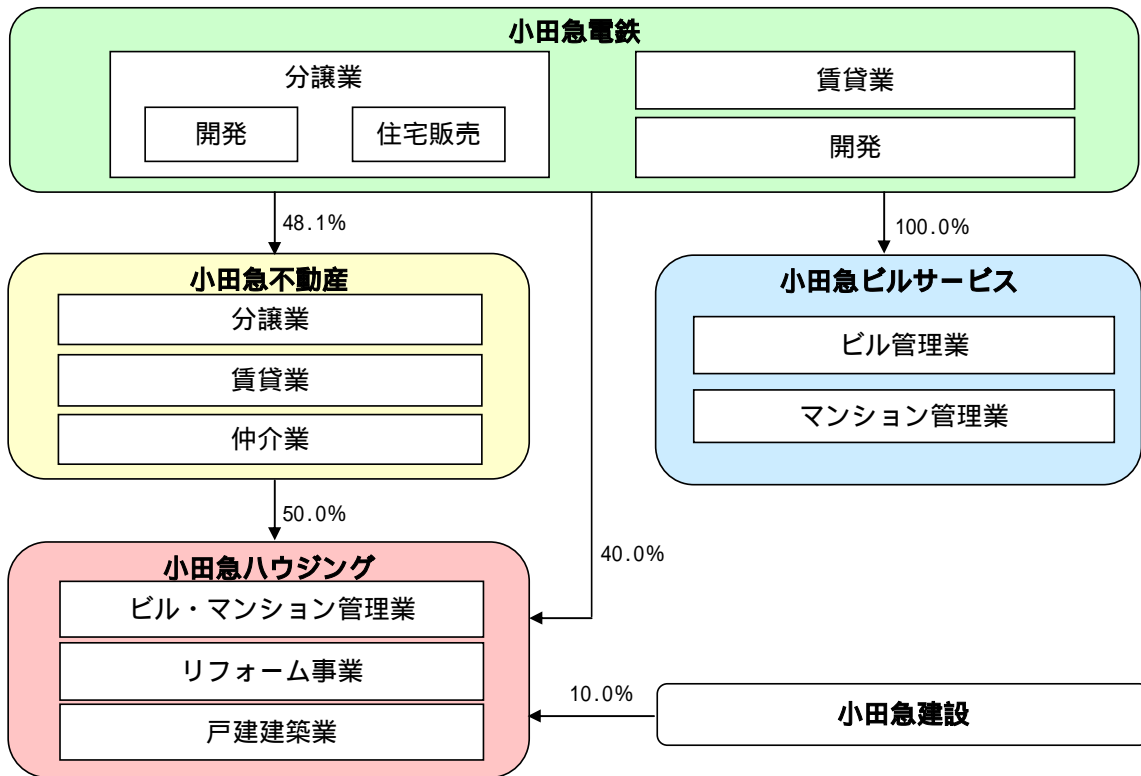 小田急電鉄
分譲業
開発
住宅販売
賃貸業
開発
48.1%
100.0%
小田急不動産
分譲業
賃貸業
仲介業
小田急ビルサービス
ビル管理業
マンション管理業
50.0%
40.0%
小田急ハウジング
ビル・マンション管理業
リフォーム事業
戸建建築業
10.0%
小田急建設